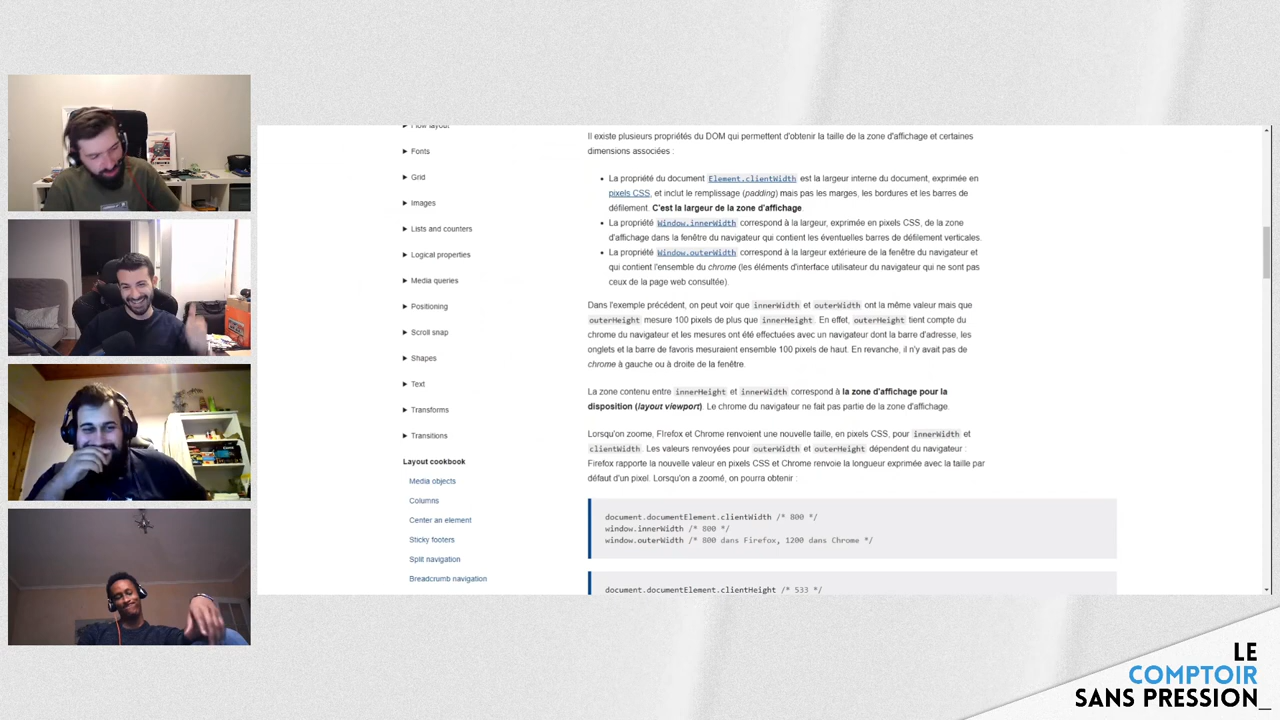 Flow layout
Fonts
Grid
Images
Lists and counters
Logical properties
Media queries
Positioning
Scroll snap
Shapes
Text
Transforms
Transitions
Layout cookbook
Media objects
Columns
Center an element
Sticky footers
Split navigation
Breadcrumb navigation
Il existe plusieurs propriétés du DOM qui permettent d'obtenir la taille de la zone d'affichage et certaines
dimensions associées :
La propriété du document Element.clientWidth est la largeur interne du document, exprimée en
pixels CSS, et inclut le remplissage (padding) mais pas les marges, les bordures et les barres de
défilement. C'est la largeur de la zone d'affichage
La propriété Window.innerWidth correspond à la largeur, exprimée en pixels CSS, de la zone
d'affichage dans la fenêtre du navigateur qui contient les éventuelles barres de défilement verticales.
La propriété Window.outerWidth correspond à la largeur extérieure de la fenêtre du navigateur et
qui contient l'ensemble du chrome (les éléments d'interface utilisateur du navigateur qui ne sont pas
ceux de la page web consultée).
Dans l'exemple précédent, on peut voir que innerWidth et outerWidth ont la même valeur mais que
outerHeight mesure 100 pixels de plus que innerHeight. En effet, outerHeight tient compte du
chrome du navigateur et les mesures ont été effectuées avec un navigateur dont la barre d'adresse, les
onglets et la barre de favoris mesuraient ensemble 100 pixels de haut. En revanche, il n'y avait pas de
chrome à gauche ou à droite de la fenêtre.
La zone contenu entre innerHeight et innerWidth correspond à la zone d'affichage pour la
disposition (layout viewport). Le chrome du navigateur ne fait pas partie de la zone d'affichage.
Lorsqu'on zoome, FIrefox et Chrome renvoient une nouvelle taille, en pixels CSS, pour innerWidth et
clientWidth. Les valeurs renvoyées pour outerWidth et outerHeight dépendent du navigateur :
Firefox rapporte la nouvelle valeur en pixels CSS et Chrome renvoie la longueur exprimée avec la taille par
défaut d'un pixel. Lorsqu'on a zoomé, on pourra obtenir :
document.documentElement.clientWidth /* 800 */
window.innerWidth /* 800 */
window.outerWidth /* 800 dans Firefox, 1200 dans Chrome */
document.documentElement.clientHeight /* 533 */
LE
COMPTOIR
SANS PRESSION_